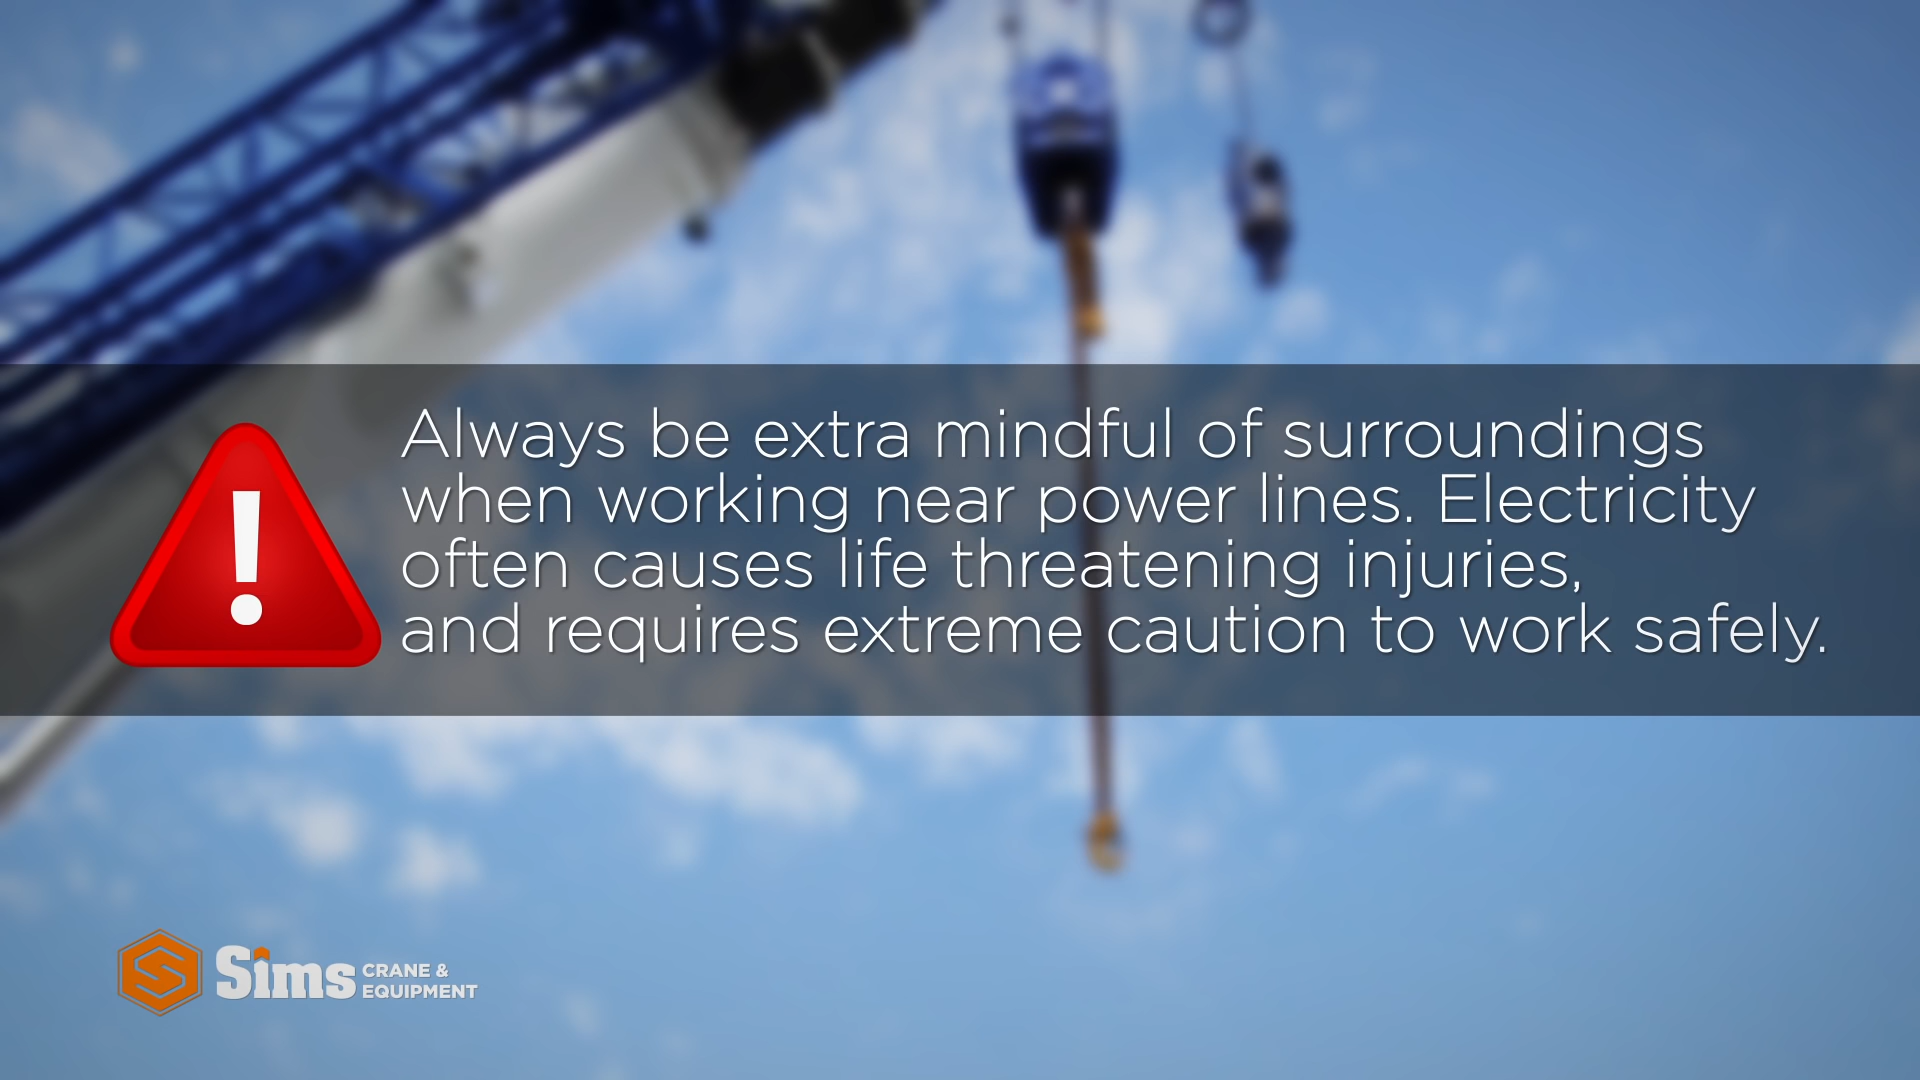 Always be extra mindful of surroundings
when working near power lines. Electricity
often causes life threatening injuries,
and requires extreme caution to work safely.
!
Sims CRANE &
EQUIPMENT